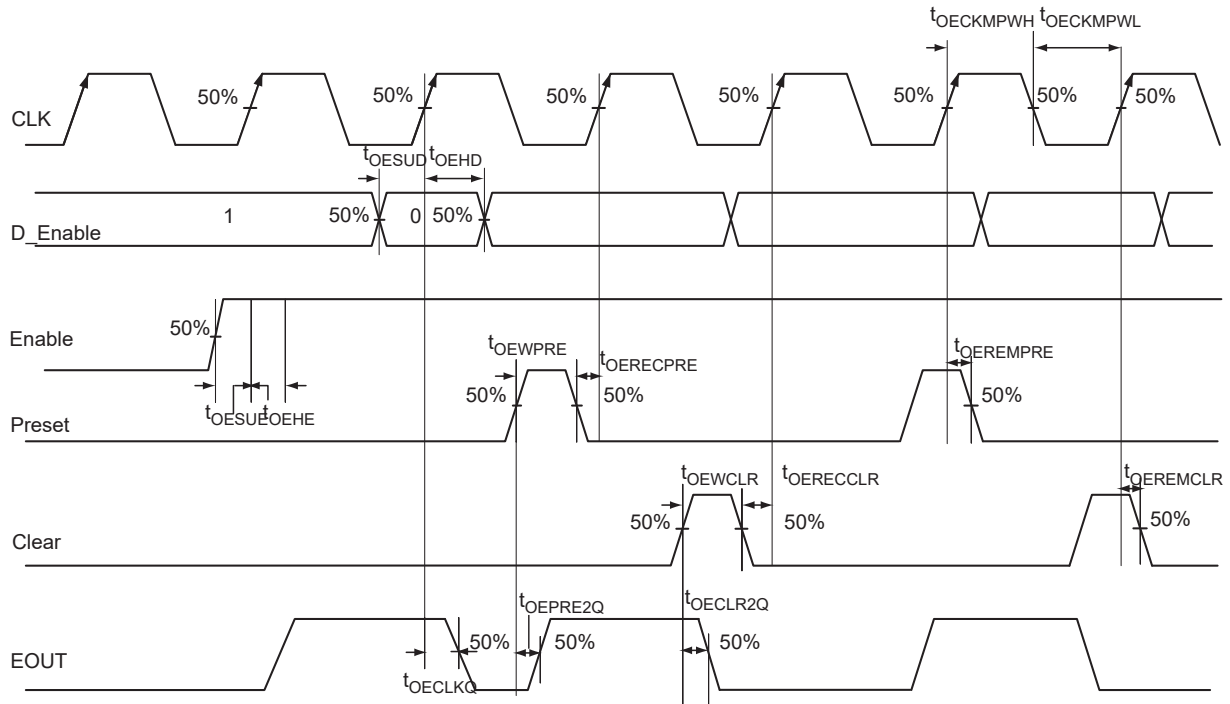 tOECKMPWH tOECKMPWL
CLK 50% 50% 50% 50% 50% 50% 50%
tOESUD tOEHD
D_Enable 1 50% 0 50%
Enable 50%
tOESUE tOEHE
tOEWPRE tOERECPRE tOEREMPRE
Preset 50% 50% 50%
tOEWCLR tOERECCLR tOEREMCLR
Clear 50% 50% 50%
tOEPRE2Q tOECLR2Q
EOUT 50% 50% 50%
tOECLKQ